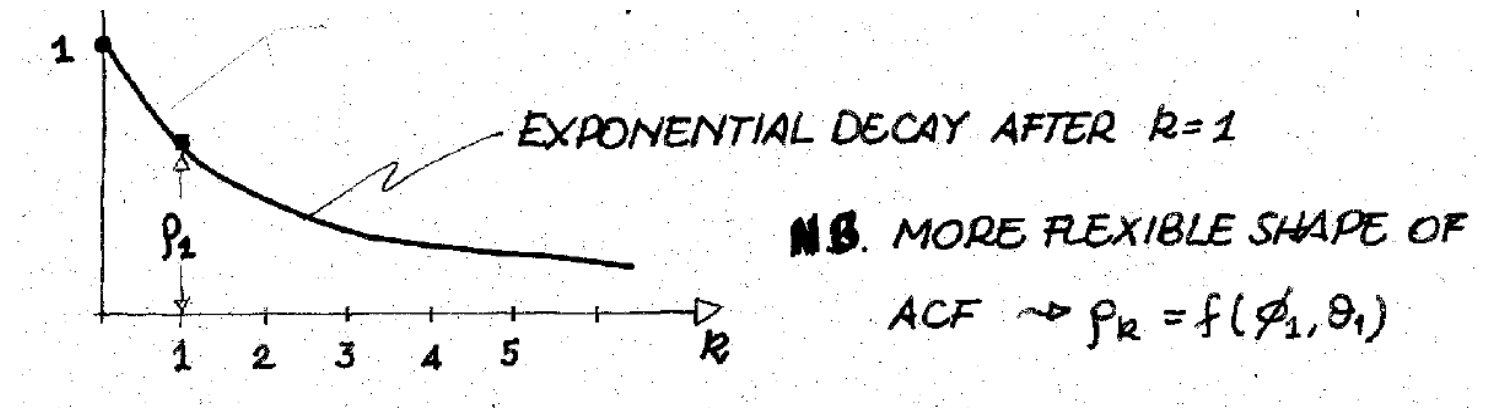 1
EXPONENTIAL DECAY AFTER k=1
ρ₁
N.B. MORE FLEXIBLE SHAPE OF
ACF ~> ρₖ = f(φ₁,θ₁)
1 2 3 4 5 k